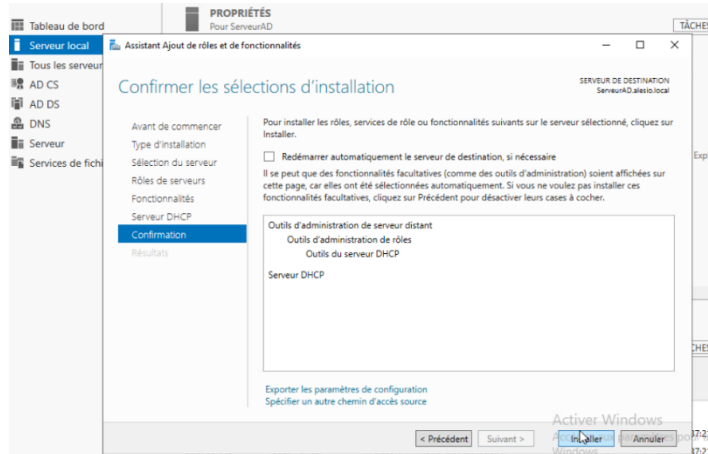 PROPRIÉTÉS
Pour ServeurAD
TÂCHES
Tableau de bord
Serveur local
Tous les serveur
AD CS
AD DS
DNS
Serveur
Services de fichi
Assistant Ajout de rôles et de fonctionnalités
Confirmer les sélections d'installation
SERVEUR DE DESTINATION
ServeurAD.alesio.local
Avant de commencer
Type d'installation
Sélection du serveur
Rôles de serveurs
Fonctionnalités
Serveur DHCP
Confirmation
Résultats
Pour installer les rôles, services de rôle ou fonctionnalités suivants sur le serveur sélectionné, cliquez sur
Installer.
Redémarrer automatiquement le serveur de destination, si nécessaire
Il se peut que des fonctionnalités facultatives (comme des outils d'administration) soient affichées sur
cette page, car elles ont été sélectionnées automatiquement. Si vous ne voulez pas installer ces
fonctionnalités facultatives, cliquez sur Précédent pour désactiver leurs cases à cocher.
Outils d'administration de serveur distant
Outils d'administration de rôles
Outils du serveur DHCP
Serveur DHCP
Exporter les paramètres de configuration
Spécifier un autre chemin d'accès source
Exp
Activer Windows
< Précédent
Suivant >
Installer
Annuler
Windows